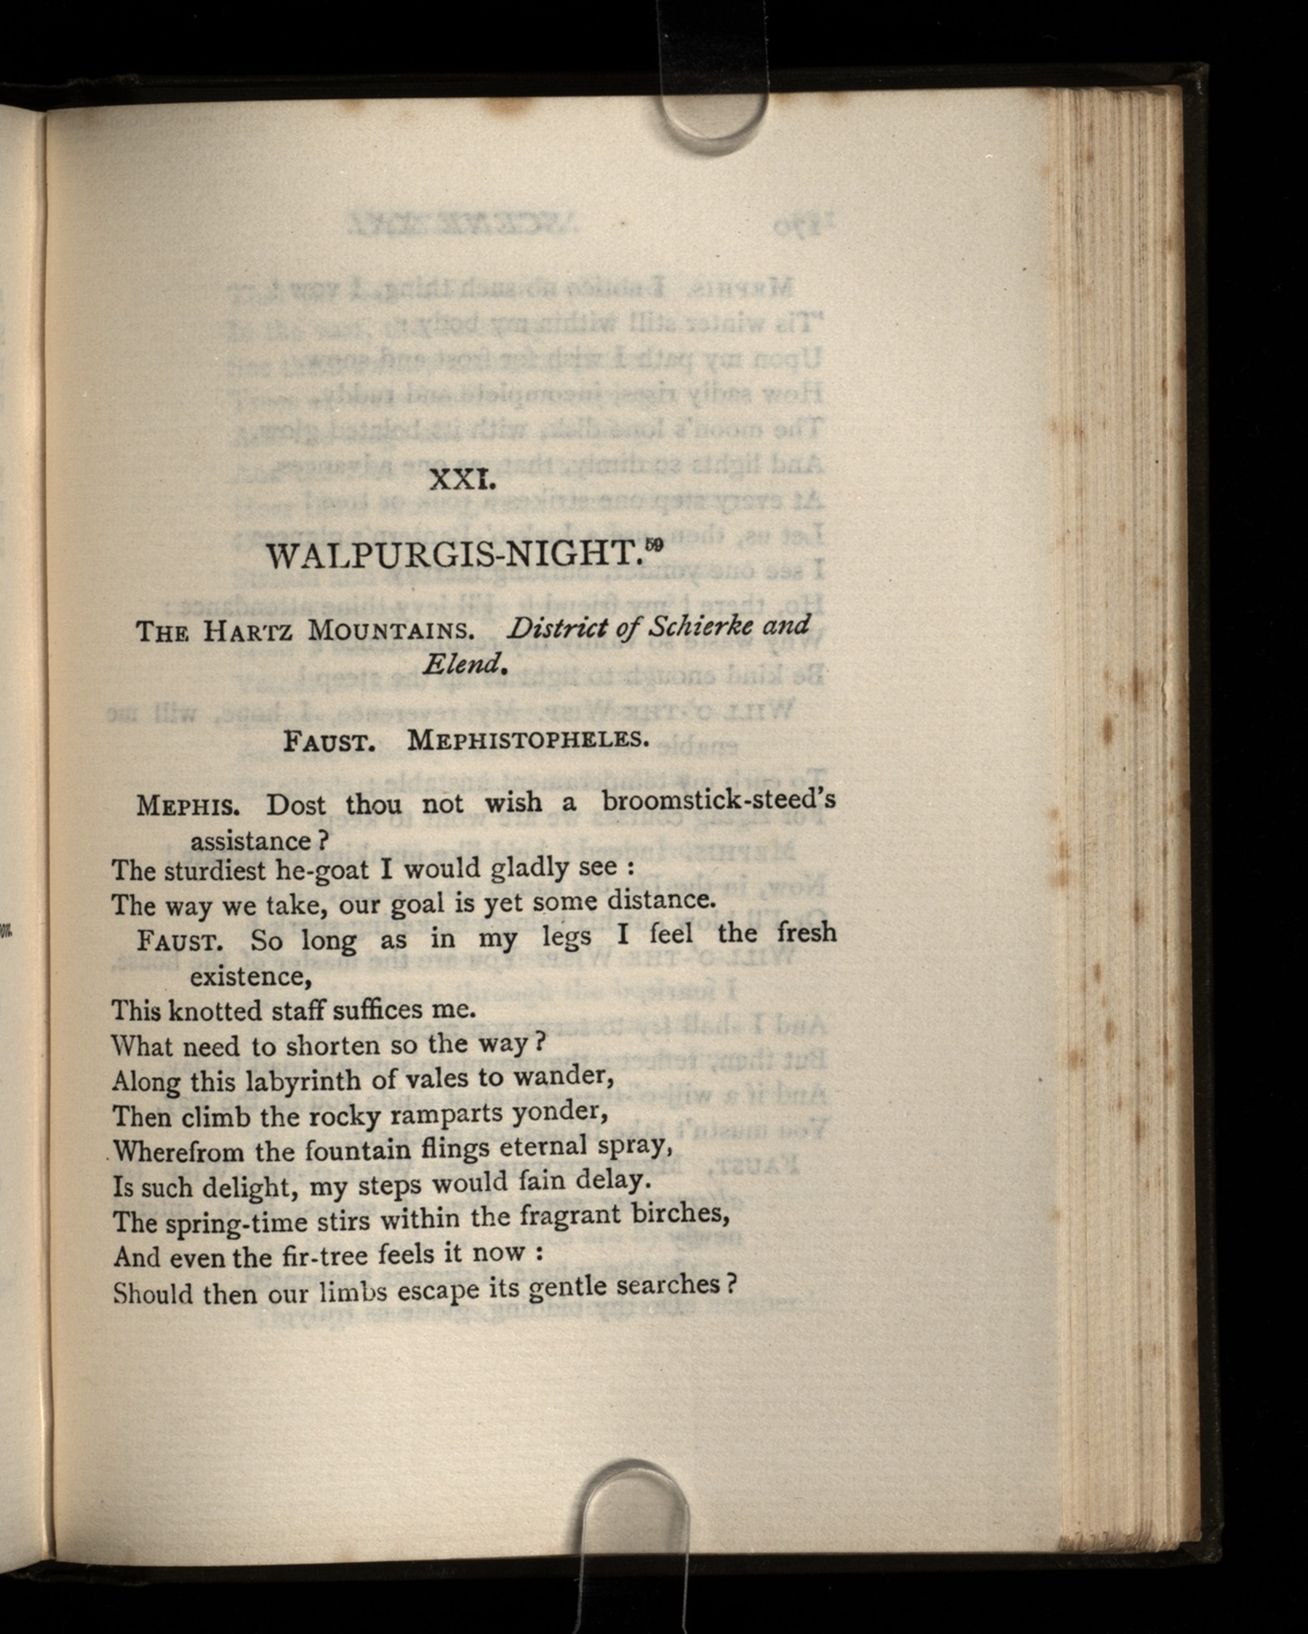 XXI.
WALPURGIS-NIGHT.⁵⁹
THE HARTZ MOUNTAINS. District of Schierke and
Elend.
FAUST. MEPHISTOPHELES.
MEPHIS. Dost thou not wish a broomstick-steed's
assistance ?
The sturdiest he-goat I would gladly see :
The way we take, our goal is yet some distance.
FAUST. So long as in my legs I feel the fresh
existence,
This knotted staff suffices me.
What need to shorten so the way ?
Along this labyrinth of vales to wander,
Then climb the rocky ramparts yonder,
Wherefrom the fountain flings eternal spray,
Is such delight, my steps would fain delay.
The spring-time stirs within the fragrant birches,
And even the fir-tree feels it now :
Should then our limbs escape its gentle searches ?